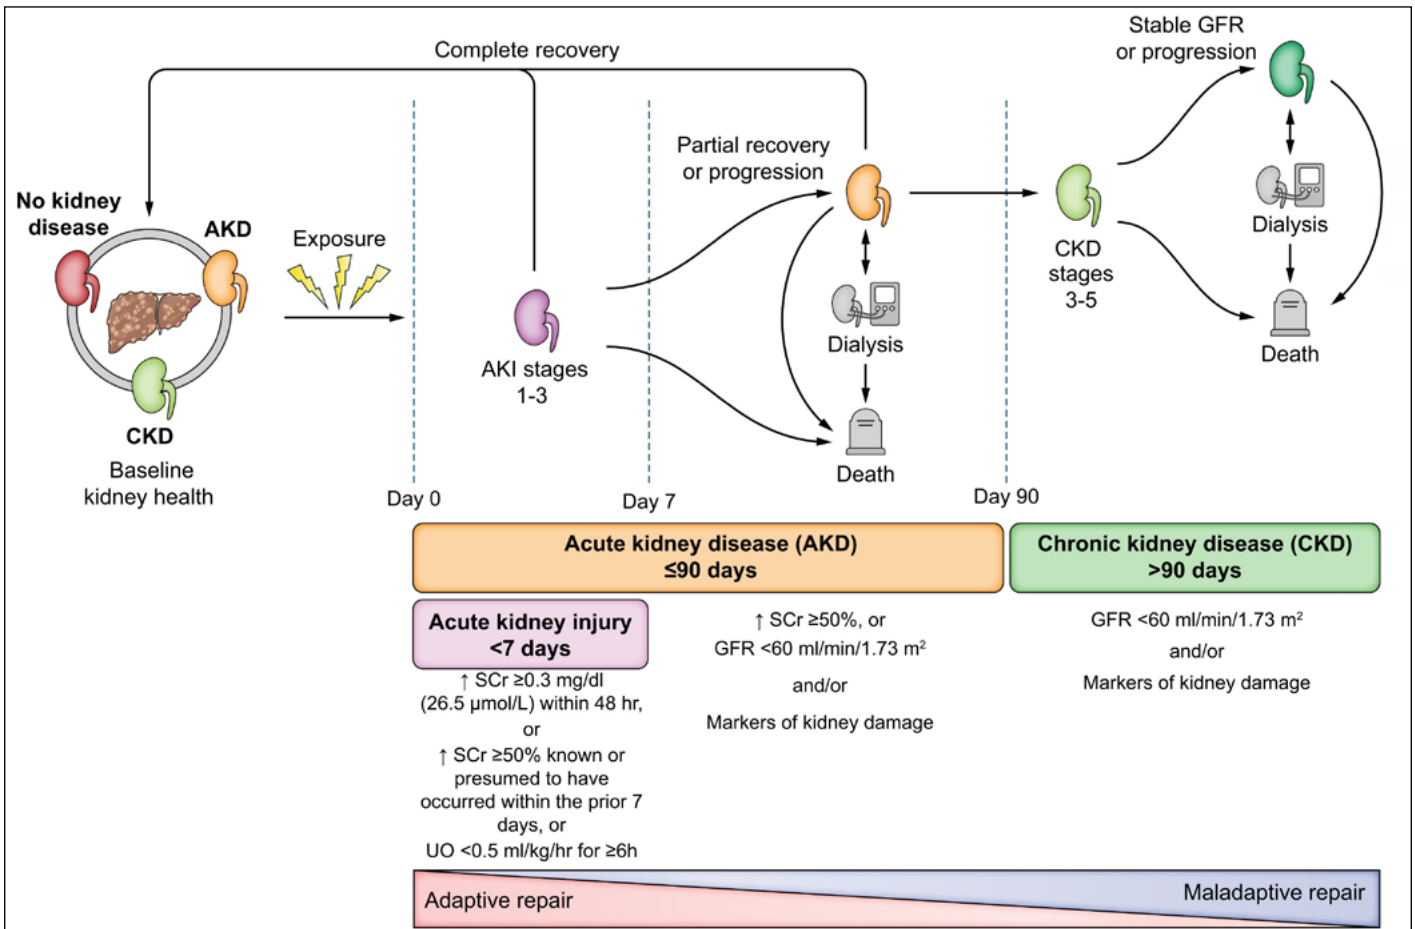 Complete recovery
Stable GFR
or progression
Partial recovery
or progression
No kidney
disease
AKD
Exposure
CKD
Baseline
kidney health
AKI stages
1-3
Dialysis
Death
CKD
stages
3-5
Dialysis
Death
Day 0
Day 7
Day 90
Acute kidney disease (AKD)
≤90 days
Chronic kidney disease (CKD)
>90 days
Acute kidney injury
<7 days
↑ SCr ≥0.3 mg/dl
(26.5 µmol/L) within 48 hr,
or
↑ SCr ≥50% known or
presumed to have
occurred within the prior 7
days, or
UO <0.5 ml/kg/hr for ≥6h
↑ SCr ≥50%, or
GFR <60 ml/min/1.73 m²
and/or
Markers of kidney damage
GFR <60 ml/min/1.73 m²
and/or
Markers of kidney damage
Adaptive repair
Maladaptive repair